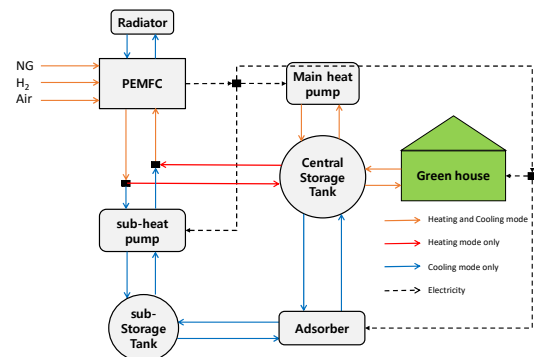 Radiator
NG
H₂
Air
PEMFC
Main heat
pump
Central
Storage
Tank
Green house
sub-heat
pump
sub-
Storage
Tank
Adsorber
Heating and Cooling mode
Heating mode only
Cooling mode only
Electricity